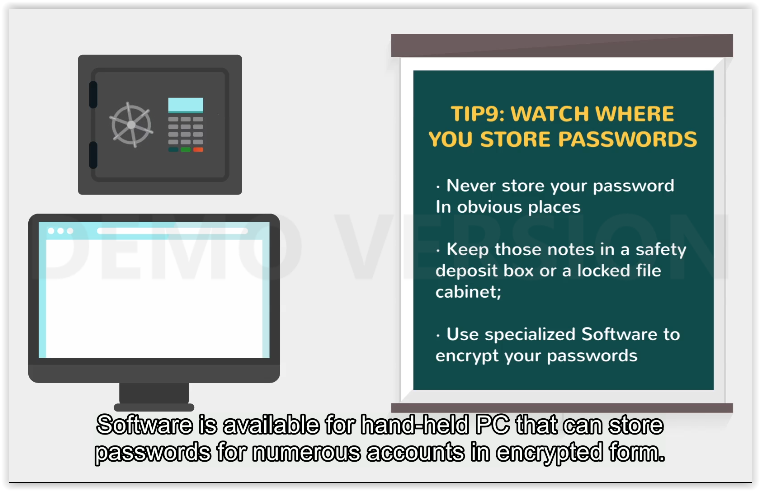 TIP9: WATCH WHERE
YOU STORE PASSWORDS
· Never store your password
In obvious places
· Keep those notes in a safety
deposit box or a locked file
cabinet;
· Use specialized Software to
encrypt your passwords
DEMO VERSION
Software is available for hand-held PC that can store
passwords for numerous accounts in encrypted form.